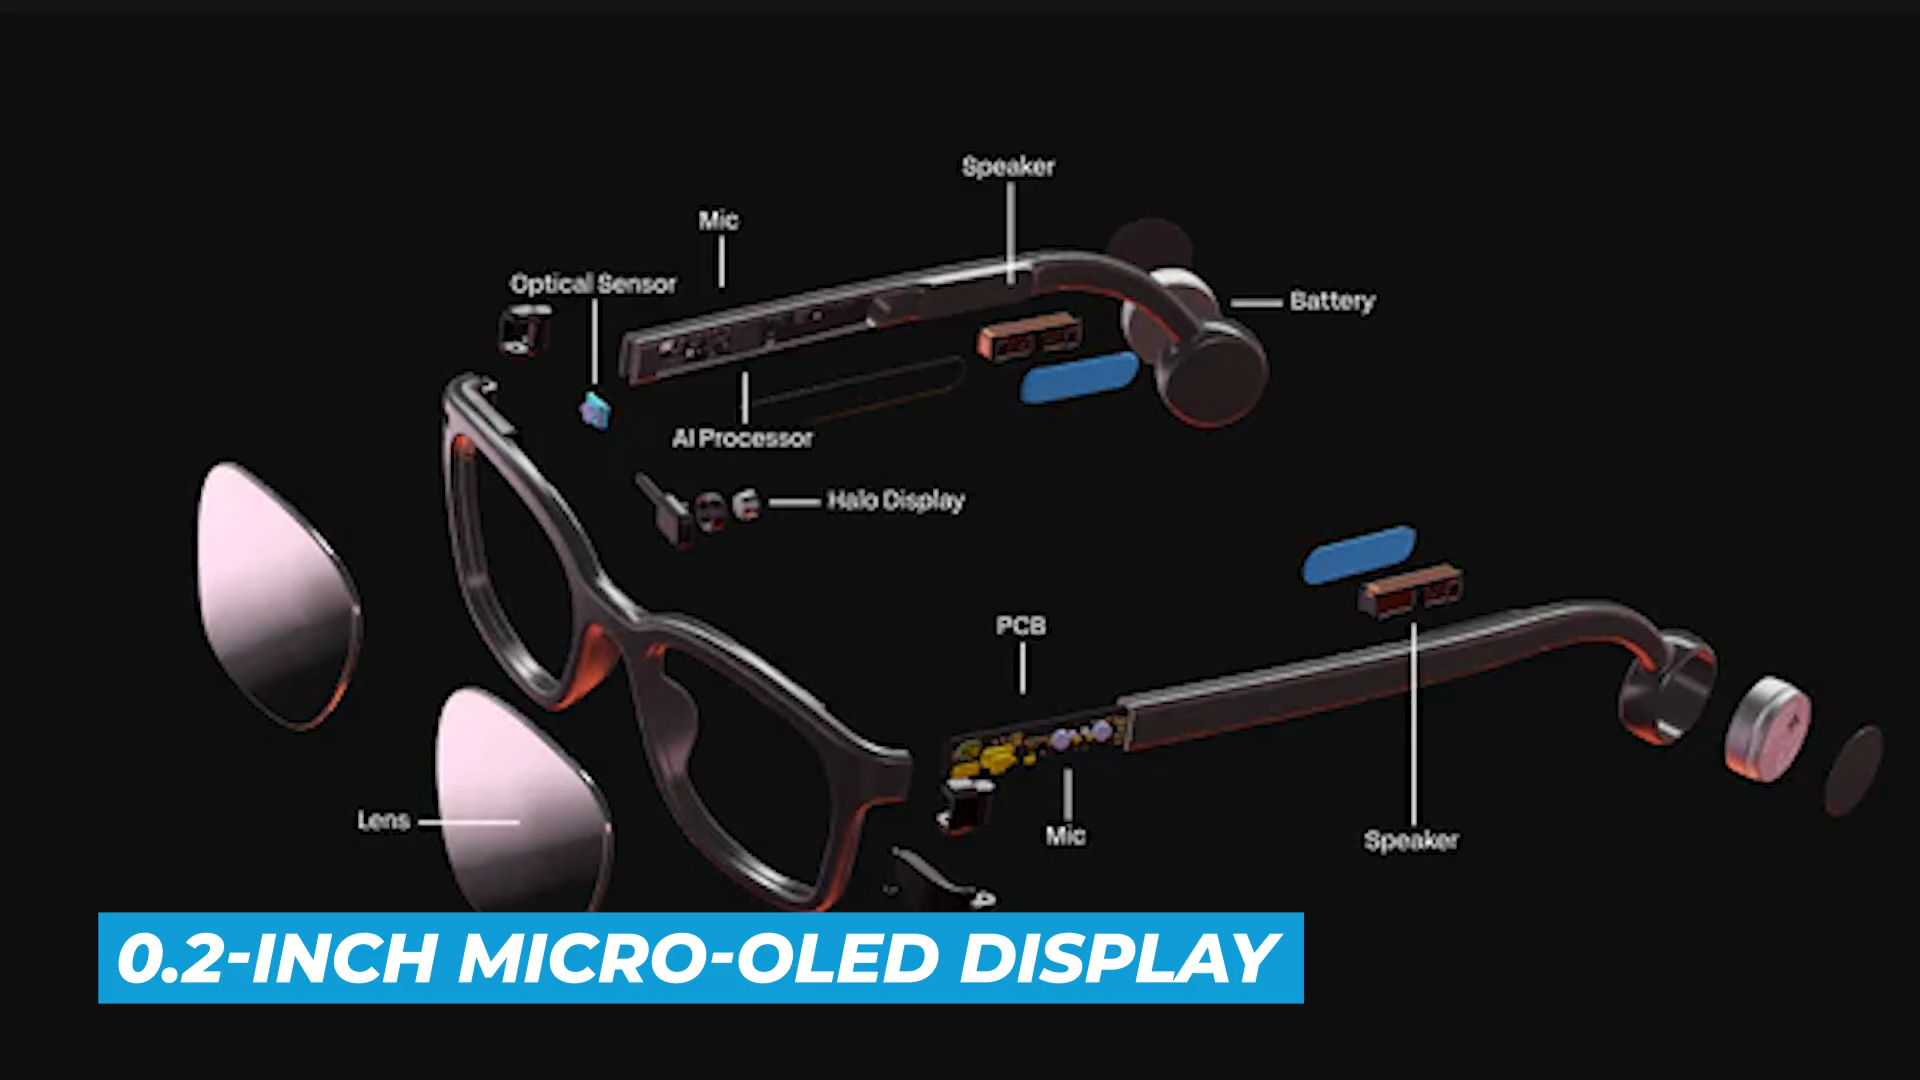 Speaker
Mic
Optical Sensor
Battery
AI Processor
Halo Display
PCB
Lens
Mic
Speaker
0.2-INCH MICRO-OLED DISPLAY